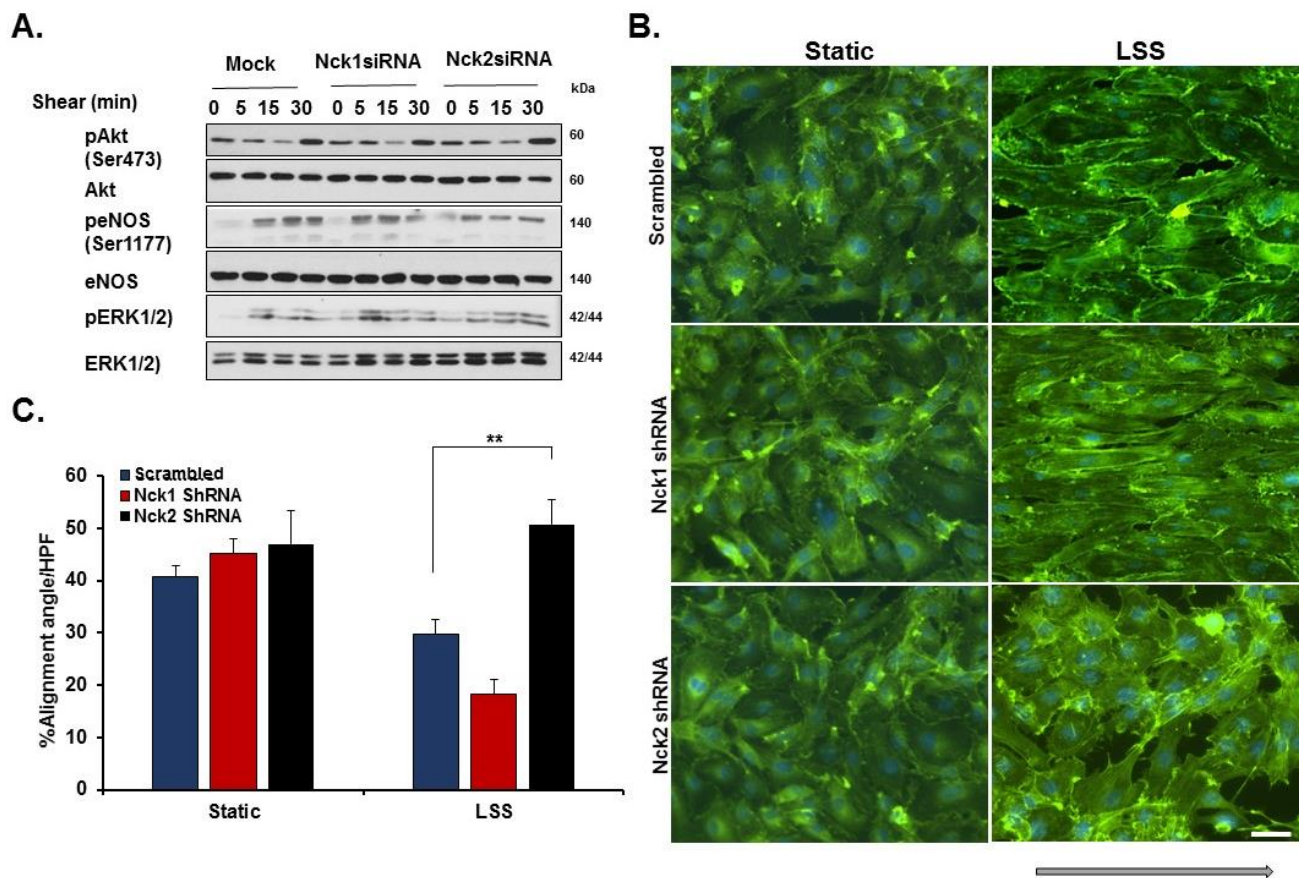 A.
Mock Nck1siRNA Nck2siRNA
kDa
Shear (min) 0 5 15 30 0 5 15 30 0 5 15 30
pAkt
(Ser473)
60
Akt
60
peNOS
(Ser1177)
140
eNOS
140
pERK1/2)
42/44
ERK1/2)
42/44
B.
Static LSS
Scrambled
Nck1 shRNA
Nck2 shRNA
C.
**
%Alignment angle/HPF
60
50
40
30
20
10
0
Scrambled
Nck1 ShRNA
Nck2 ShRNA
Static LSS